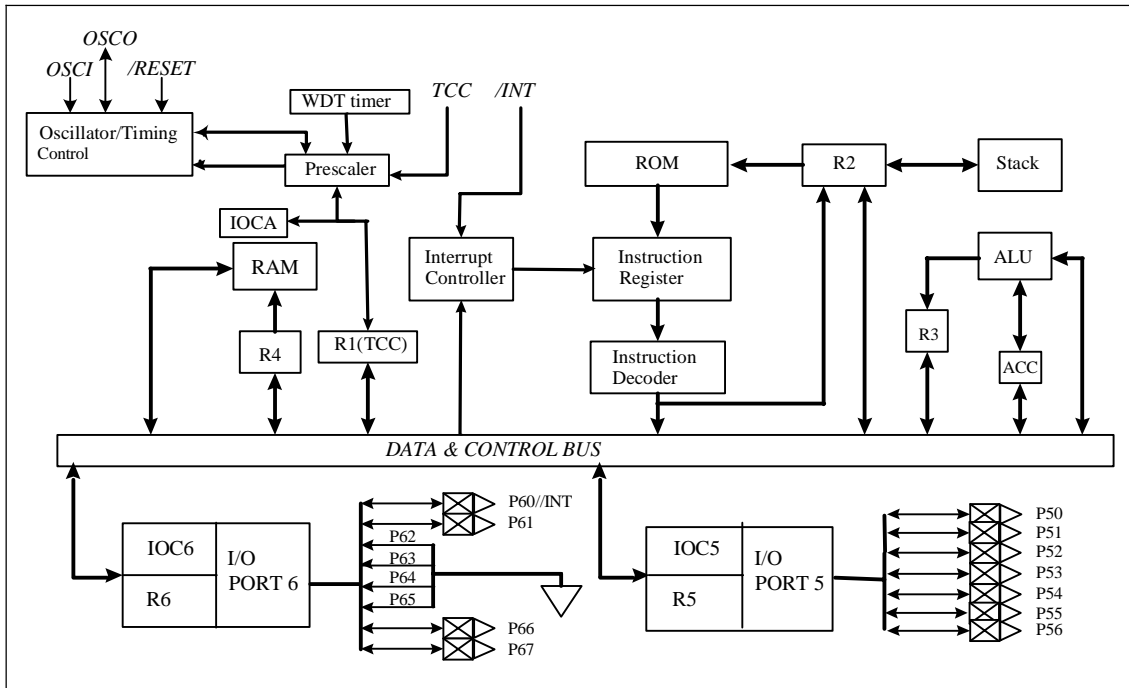 OSCO
OSCI
/RESET
TCC
/INT
WDT timer
Oscillator/Timing
Control
Prescaler
ROM
R2
Stack
IOCA
RAM
Interrupt
Controller
Instruction
Register
ALU
R4
R1(TCC)
R3
Instruction
Decoder
ACC
DATA & CONTROL BUS
P60//INT
P61
P62
P63
P64
P65
P66
P67
IOC6
I/O
PORT 6
R6
IOC5
I/O
PORT 5
R5
P50
P51
P52
P53
P54
P55
P56